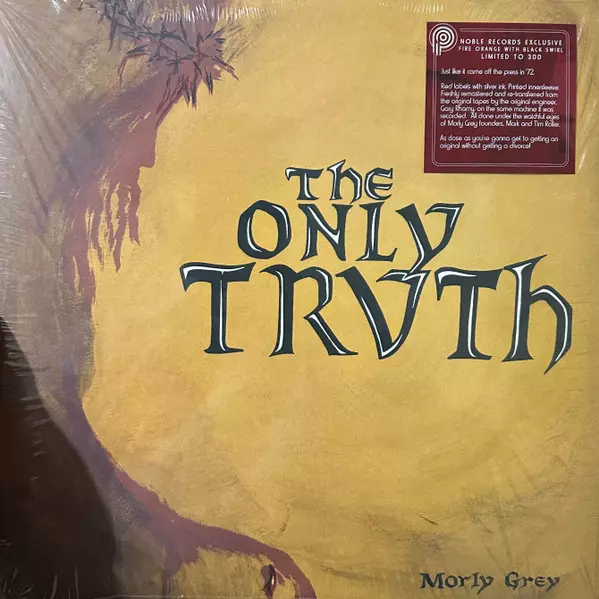 NOBLE RECORDS EXCLUSIVE
FIRE ORANGE WITH BLACK SWIRL
LIMITED TO 300
Just like it came off the press in '72.
Red labels with silver ink. Printed innersleeve.
Freshly remastered and re-transferred from
the original tapes by the original engineer,
Gary Rhamy, on the same machine it was
recorded. All done under the watchful eyes
of Morly Grey founders, Mark and Tim Roller.
As close as you're gonna get to getting an
original without getting a divorce!
The
ONLY
TRVTh
Morly Grey